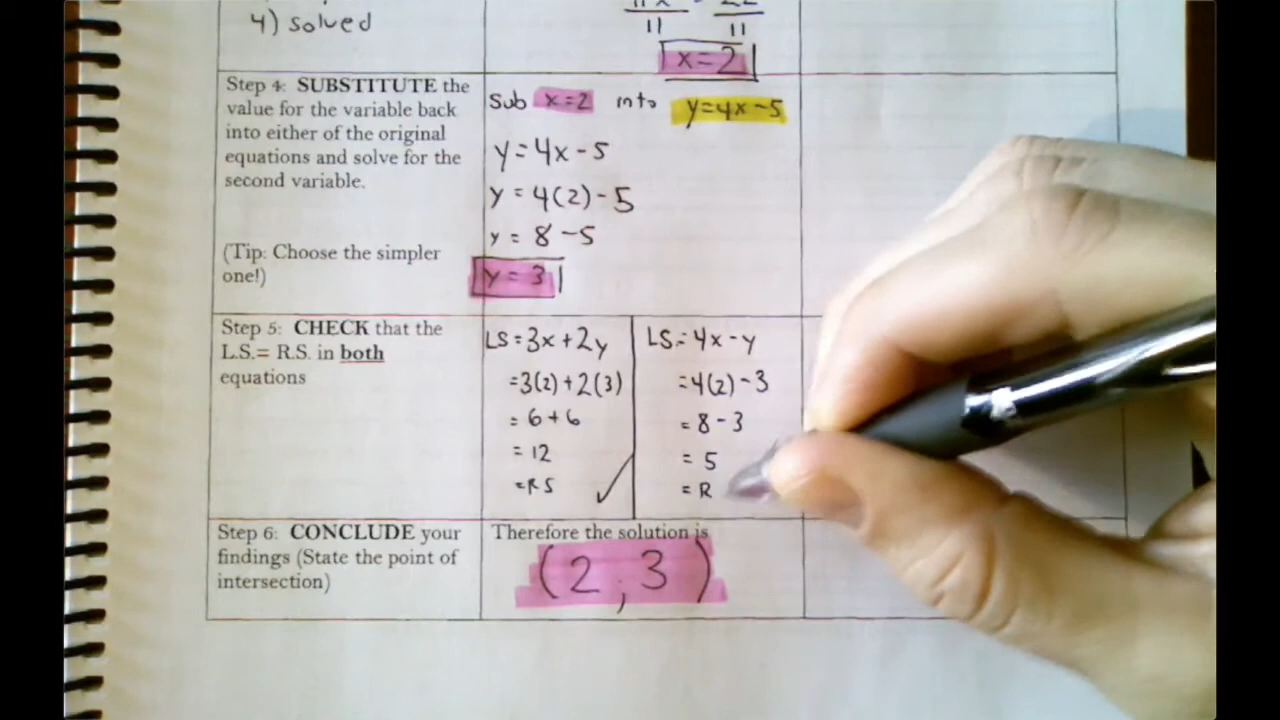 4) solved
11 11
x = 2
Step 4: SUBSTITUTE the
value for the variable back
into either of the original
equations and solve for the
second variable.
(Tip: Choose the simpler
one!)
Sub x=2 into y=4x-5
y=4x-5
y = 4(2)-5
y = 8-5
y = 3
Step 5: CHECK that the
L.S.= R.S. in both
equations
LS=3x+2y
=3(2)+2(3)
= 6+6
= 12
=RS ✓
LS=4x-y
=4(2)-3
= 8-3
= 5
= R
Step 6: CONCLUDE your
findings (State the point of
intersection)
Therefore the solution is
(2,3)